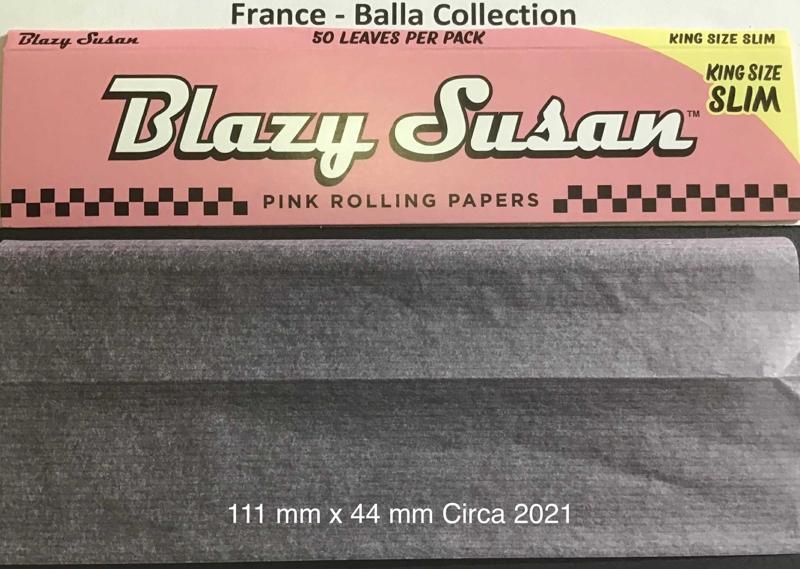 France - Balla Collection
Blazy Susan 50 LEAVES PER PACK KING SIZE SLIM
KING SIZE
SLIM
Blazy Susan™
PINK ROLLING PAPERS
111 mm x 44 mm Circa 2021